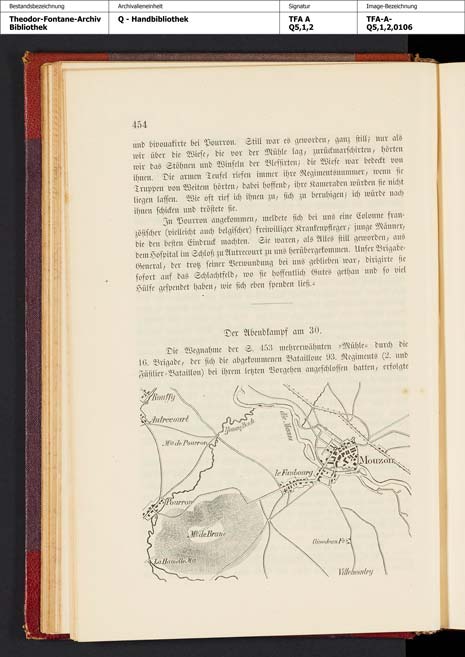 Bestandsbezeichnung
Theodor-Fontane-Archiv
Bibliothek
Archivalieneinheit
Q - Handbibliothek
Signatur
TFA A
Q5,1,2
Image-Bezeichnung
TFA-A-
Q5,1,2,0106
454
und bivouakirte bei Pourron. Still war es geworden, ganz still; nur als
wir über die Wiese, die vor der Mühle lag, zurückmarschirten, hörten
wir das Stöhnen und Winseln der Blessirten; die Wiese war bedeckt von
ihnen. Die armen Teufel riefen immer ihre Regimentsnummer, wenn sie
Truppen von Weitem hörten, dabei hoffend, ihre Kameraden würden sie nicht
liegen lassen. Wie oft rief ich ihnen zu, sich zu beruhigen; ich würde nach
ihnen schicken und tröstete sie.
In Pourron angekommen, meldete sich bei uns eine Colonne fran-
zösischer (vielleicht auch belgischer) freiwilliger Krankenpfleger, junge Männer,
die den besten Eindruck machten. Sie waren, als Alles still geworden, aus
dem Hospital im Schloß zu Autrecourt zu uns herübergekommen. Unser Brigade-
General, der trotz seiner Verwundung bei uns geblieben war, dirigirte sie
sofort auf das Schlachtfeld, wo sie hoffentlich Gutes gethan und so viel
Hülfe gespendet haben, wie sich eben spenden ließ.«
Der Abendkampf am 30.
Die Wegnahme der S. 453 mehrerwähnten »Mühle« durch die
16. Brigade, der sich die abgekommenen Bataillone 93. Regiments (2. und
Füsilier-Bataillon) bei ihrem letzten Vorgehen angeschlossen hatten, erfolgte
Rouffy
Autrecourt
Mln de Pourron
die Maas
le Faubourg
Mouzon
Pourron
Mt de Brune
Villemontry